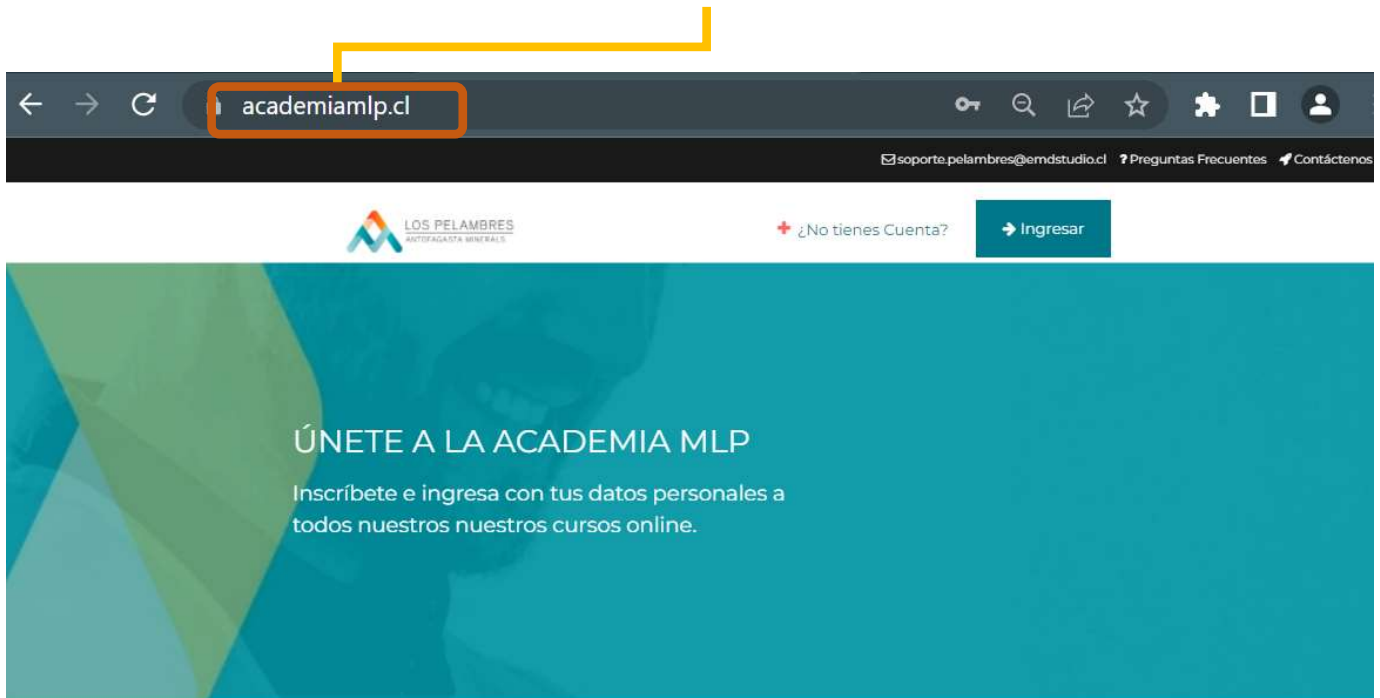 academiamlp.cl
soporte.pelambres@emdstudio.cl ? Preguntas Frecuentes Contáctenos
LOS PELAMBRES
ANTOFAGASTA MINERALS
¿No tienes Cuenta?
Ingresar
ÚNETE A LA ACADEMIA MLP
Inscríbete e ingresa con tus datos personales a
todos nuestros nuestros cursos online.